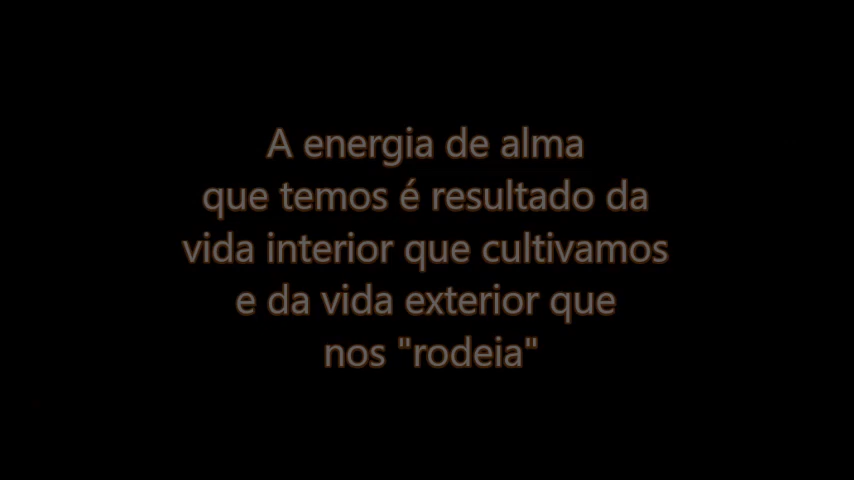 A energia de alma
que temos é resultado da
vida interior que cultivamos
e da vida exterior que
nos "rodeia"